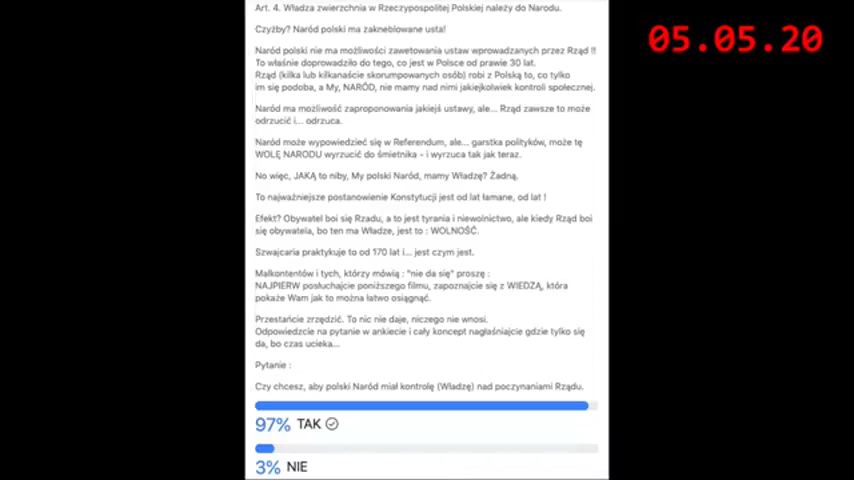 Art. 4. Władza zwierzchnia w Rzeczypospolitej Polskiej należy do Narodu.
05.05.20
Czyżby? Naród polski ma zakneblowane usta!
Naród polski nie ma możliwości zawetowania ustaw wprowadzanych przez Rząd !!
To właśnie doprowadziło do tego, co jest w Polsce od prawie 30 lat.
Rząd (kilka lub kilkanaście skorumpowanych osób) robi z Polską to, co tylko
im się podoba, a My, NARÓD, nie mamy nad nimi jakiejkolwiek kontroli społecznej.
Naród ma możliwość zaproponowania jakiejś ustawy, ale... Rząd zawsze to może
odrzucić i... odrzuca.
Naród może wypowiedzieć się w Referendum, ale... garstka polityków, może tę
WOLĘ NARODU wyrzucić do śmietnika - i wyrzuca tak jak teraz.
No więc, JAKĄ to niby, My polski Naród, mamy Władzę? Żadną.
To najważniejsze postanowienie Konstytucji jest od lat łamane, od lat !
Efekt? Obywatel boi się Rzadu, a to jest tyrania i niewolnictwo, ale kiedy Rząd boi
się obywatela, bo ten ma Władze, jest to : WOLNOŚĆ.
Szwajcaria praktykuje to od 170 lat i... jest czym jest.
Malkontentów i tych, którzy mówią : "nie da się" proszę :
NAJPIERW posłuchajcie poniższego filmu, zapoznajcie się z WIEDZĄ, która
pokaże Wam jak to można łatwo osiągnąć.
Przestańcie zrzędzić. To nic nie daje, niczego nie wnosi.
Odpowiedzcie na pytanie w ankiecie i cały koncept nagłaśniajcie gdzie tylko się
da, bo czas ucieka...
Pytanie :
Czy chcesz, aby polski Naród miał kontrolę (Władzę) nad poczynaniami Rządu.
97% TAK
3% NIE